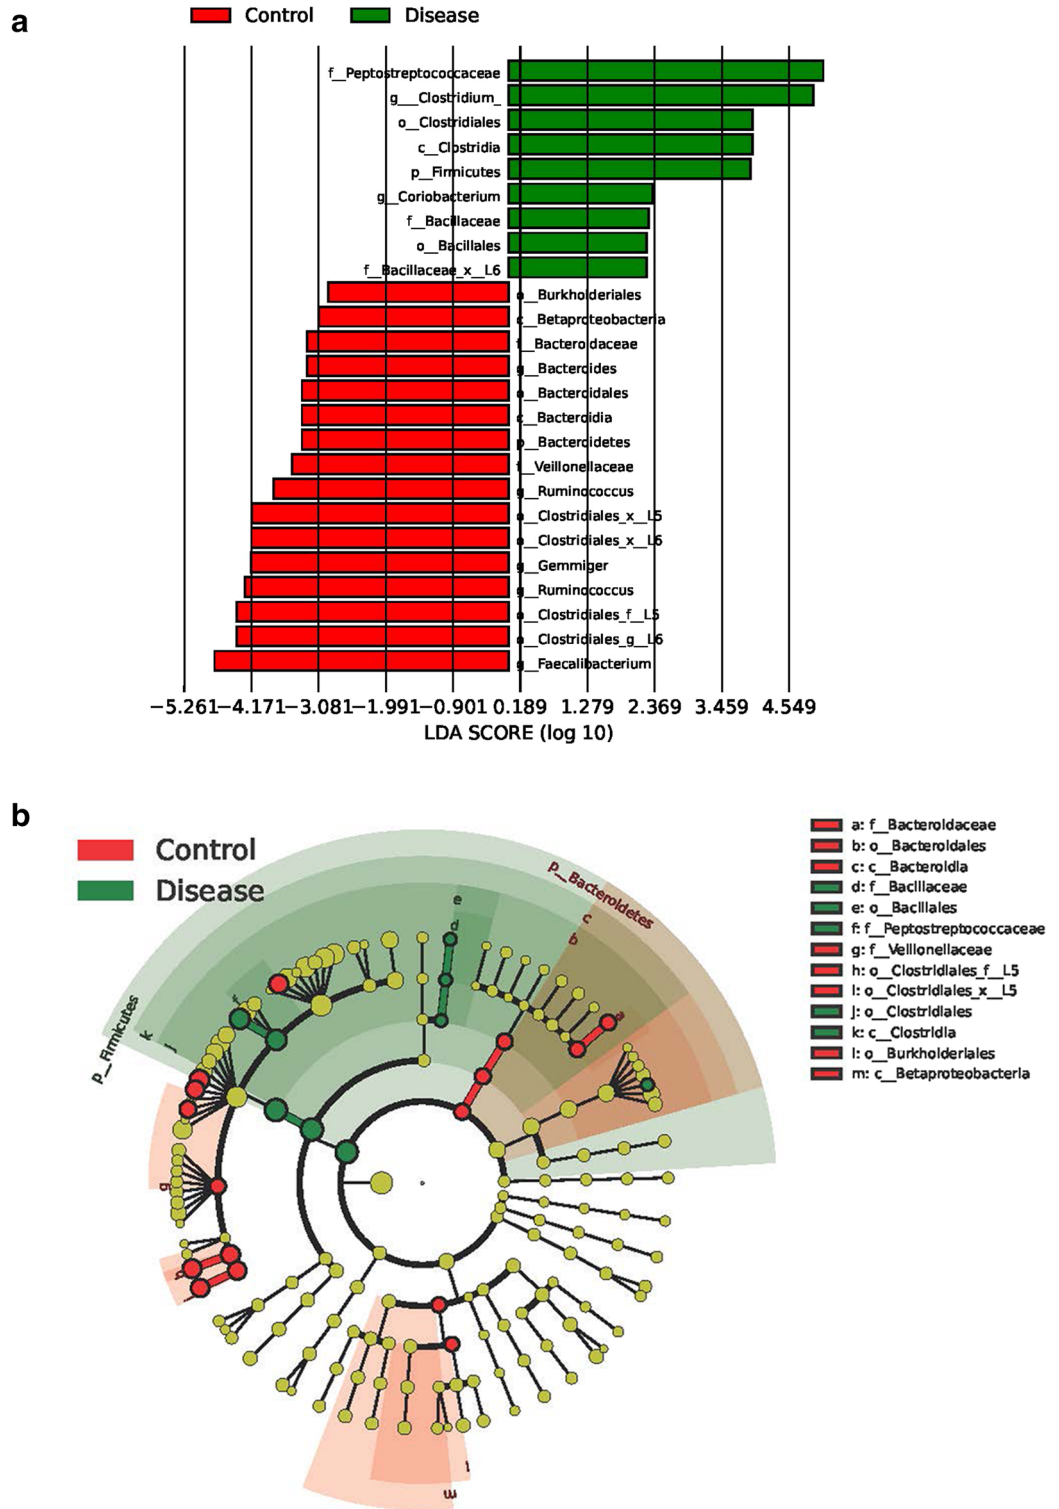 a
Control Disease
f__Peptostreptococcaceae
g___Clostridium_
o__Clostridiales
c__Clostridia
p__Firmicutes
g__Coriobacterium
f__Bacillaceae
o__Bacillales
f__Bacillaceae_x__L6
o__Burkholderiales
c__Betaproteobacteria
f__Bacteroidaceae
g__Bacteroides
o__Bacteroidales
c__Bacteroidia
p__Bacteroidetes
f__Veillonellaceae
g__Ruminococcus
o__Clostridiales_x__L5
o__Clostridiales_x__L6
g__Gemmiger
g__Ruminococcus
o__Clostridiales_f__L5
o__Clostridiales_g__L6
g__Faecalibacterium
−5.261 −4.171 −3.081 −1.991 −0.901 0.189 1.279 2.369 3.459 4.549
LDA SCORE (log 10)
b
Control
Disease
p__Bacteroidetes
c
b
a
e
d
f
p__Firmicutes
k
j
g
h
l
m
a: f__Bacteroidaceae
b: o__Bacteroidales
c: c__Bacteroidia
d: f__Bacillaceae
e: o__Bacillales
f: f__Peptostreptococcaceae
g: f__Veillonellaceae
h: o__Clostridiales_f__L5
i: o__Clostridiales_x__L5
j: o__Clostridiales
k: c__Clostridia
l: o__Burkholderiales
m: c__Betaproteobacteria